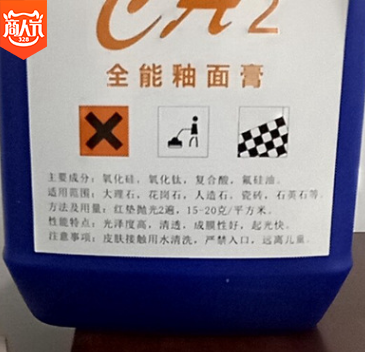 商人节
328
CA2
全能釉面膏
主要成分：氧化硅、氧化钛，复合酸，氟硅油。
适用范围：大理石，花岗石，人造石，瓷砖，石英石等。
方法及用量：红垫抛光2遍，15-20克/平方米。
性能特点：光泽度高，清透，成膜性好，起光快。
注意事项：皮肤接触用水清洗，严禁入口，远离儿童。